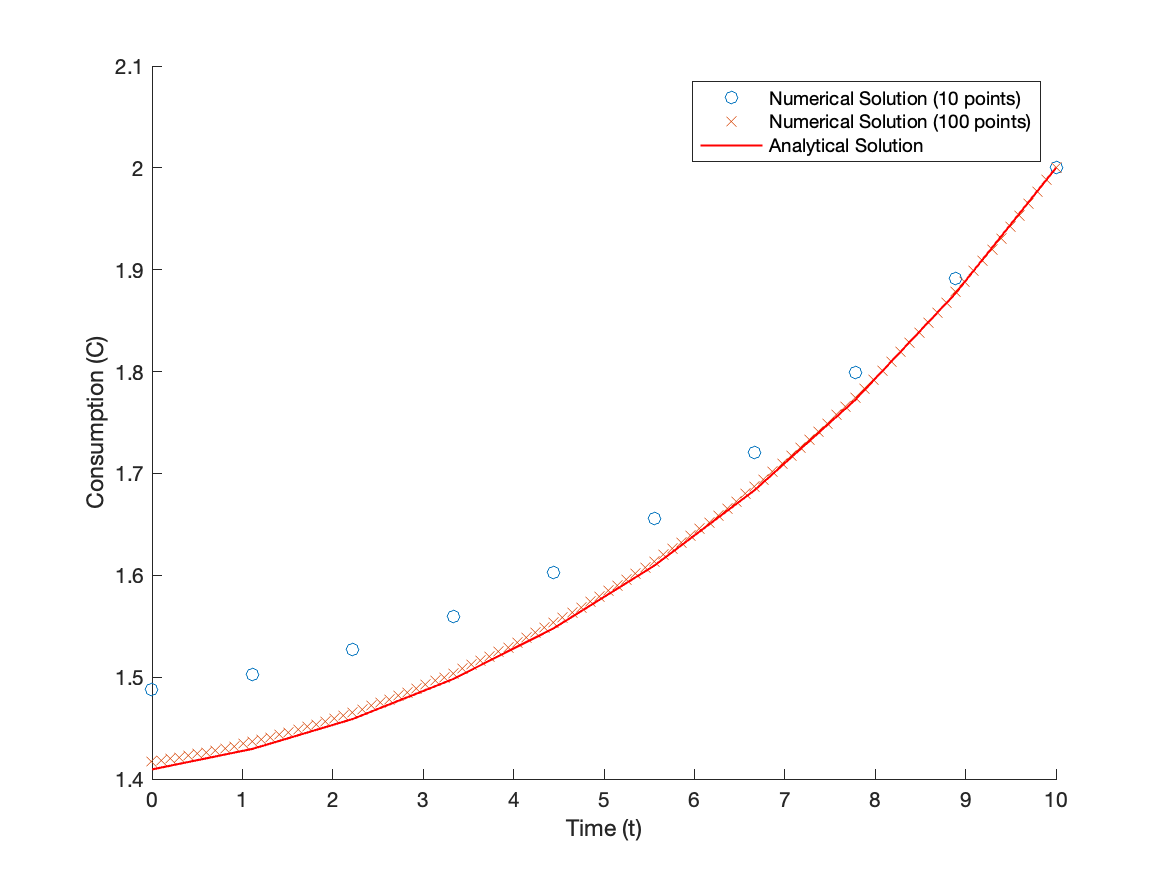 2.1
2
1.9
1.8
1.7
1.6
1.5
1.4
Consumption (C)
Numerical Solution (10 points)
Numerical Solution (100 points)
Analytical Solution
0 1 2 3 4 5 6 7 8 9 10
Time (t)